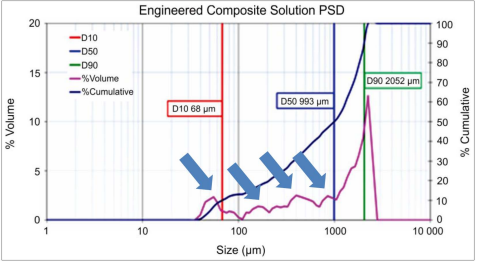 Engineered Composite Solution PSD
20
15
10
5
0
% Volume
D10
D50
D90
%Volume
%Cumulative
D10 68 µm
D50 993 µm
D90 2052 µm
100
90
80
70
60
50
40
30
20
10
0
% Cumulative
1
10
100
1000
10 000
Size (µm)